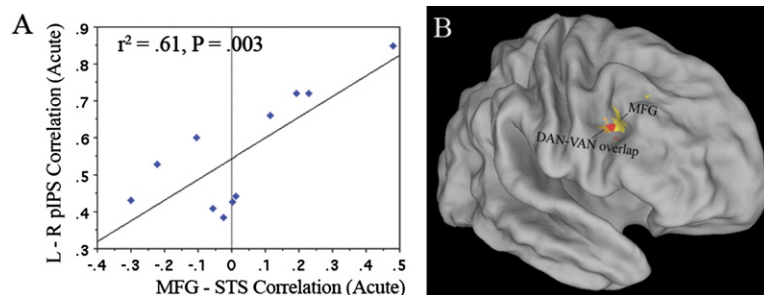 A
r² = .61, P = .003
L - R pIPS Correlation (Acute)
.9
.8
.7
.6
.5
.4
.3
-.4 -.3 -.2 -.1 0 .1 .2 .3 .4 .5
MFG - STS Correlation (Acute)
B
MFG
DAN-VAN overlap